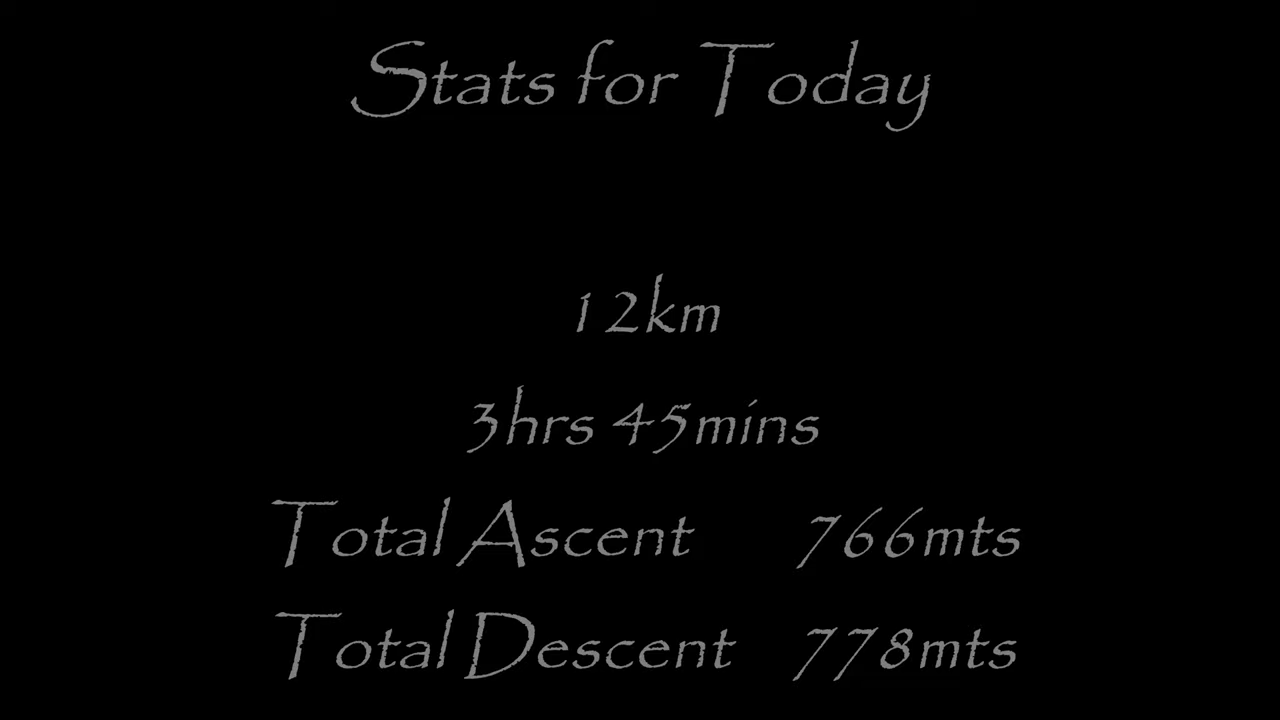 Stats for Today
12km
3hrs 45mins
Total Ascent 766mts
Total Descent 778mts